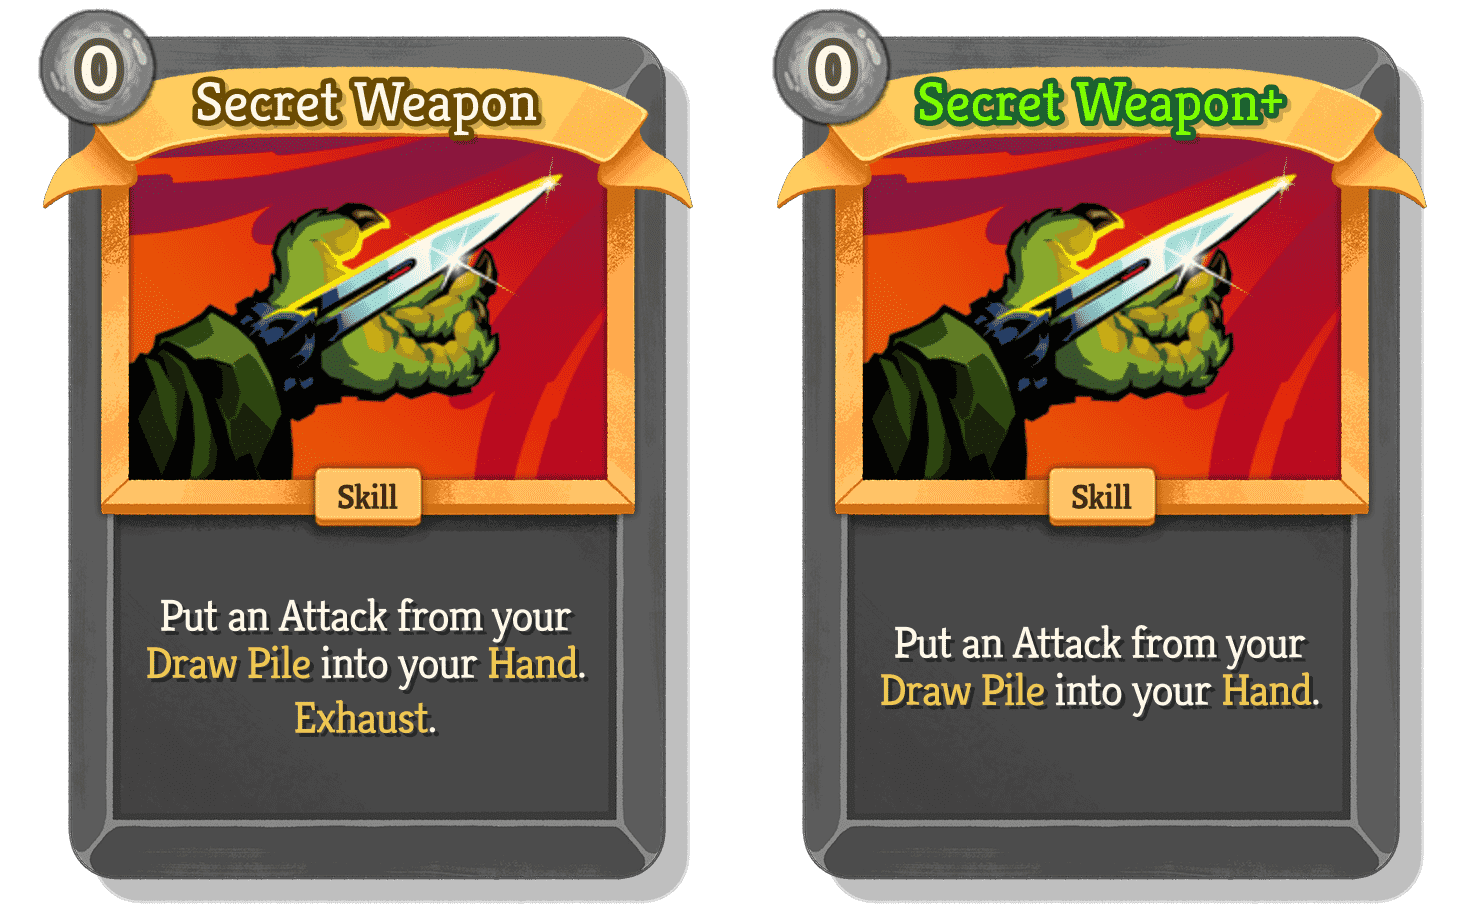 0
Secret Weapon
Skill
Put an Attack from your
Draw Pile into your Hand.
Exhaust.
0
Secret Weapon+
Skill
Put an Attack from your
Draw Pile into your Hand.